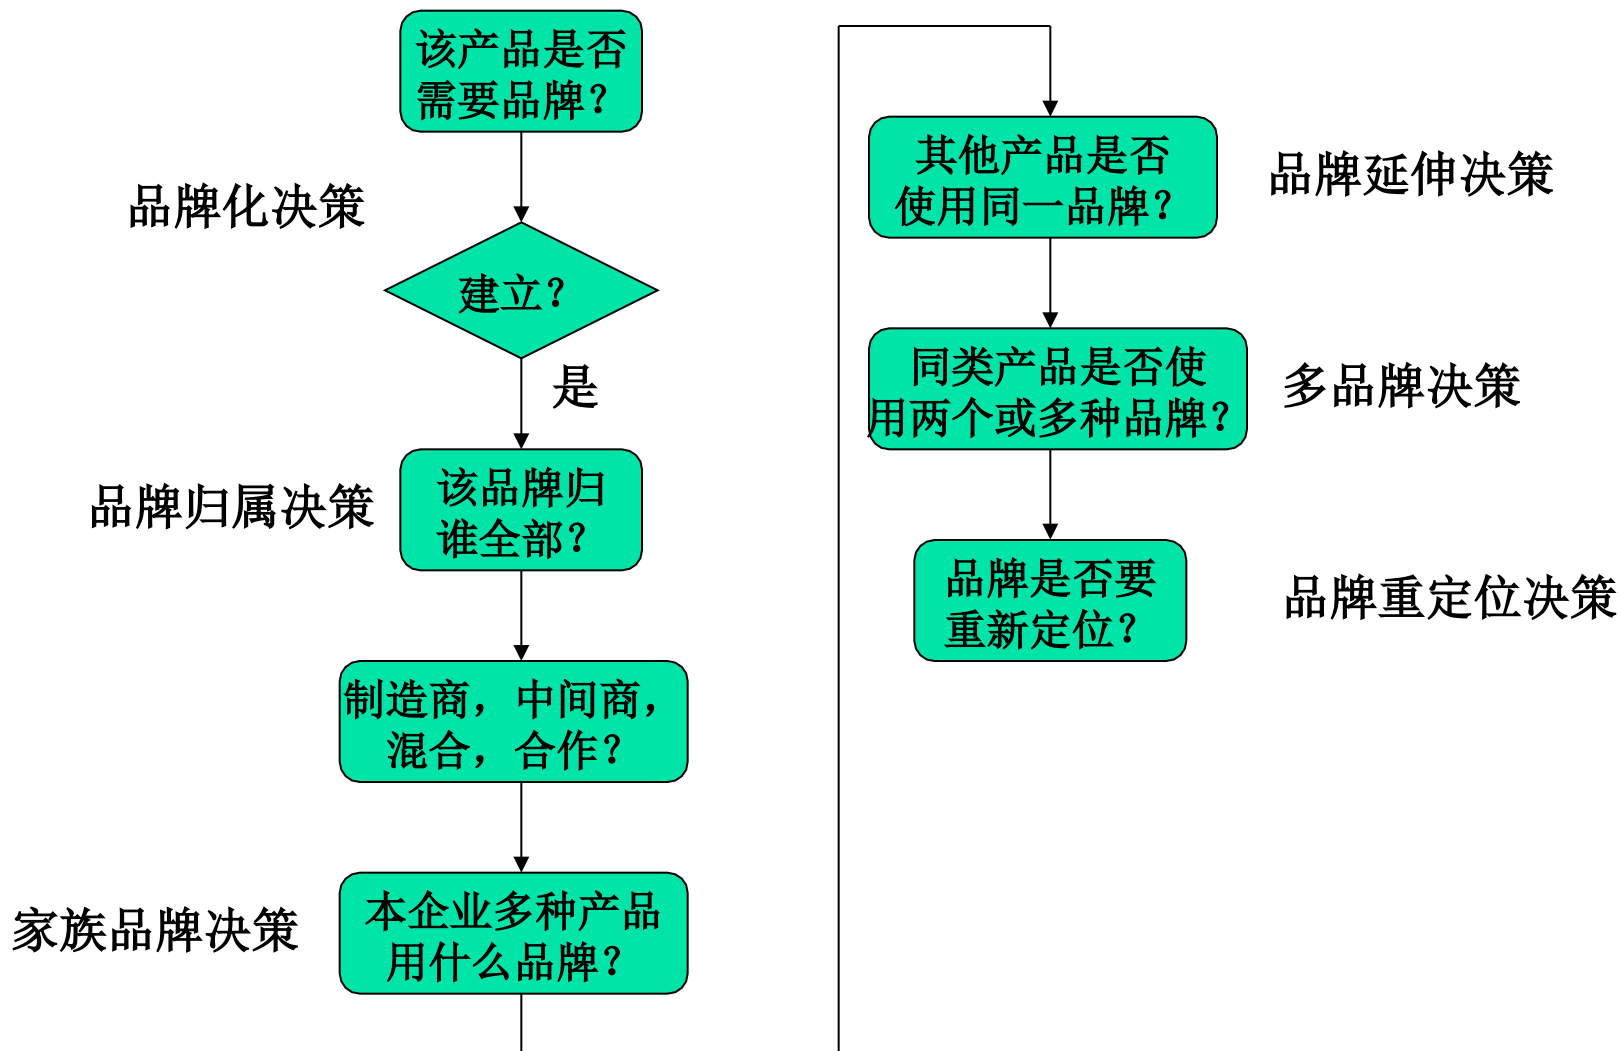 该产品是否
需要品牌？
品牌化决策
建立？
是
品牌归属决策
该品牌归
谁全部？
制造商，中间商，
混合，合作？
家族品牌决策
本企业多种产品
用什么品牌？
其他产品是否
使用同一品牌？
品牌延伸决策
同类产品是否使
用两个或多种品牌？
多品牌决策
品牌是否要
重新定位？
品牌重定位决策